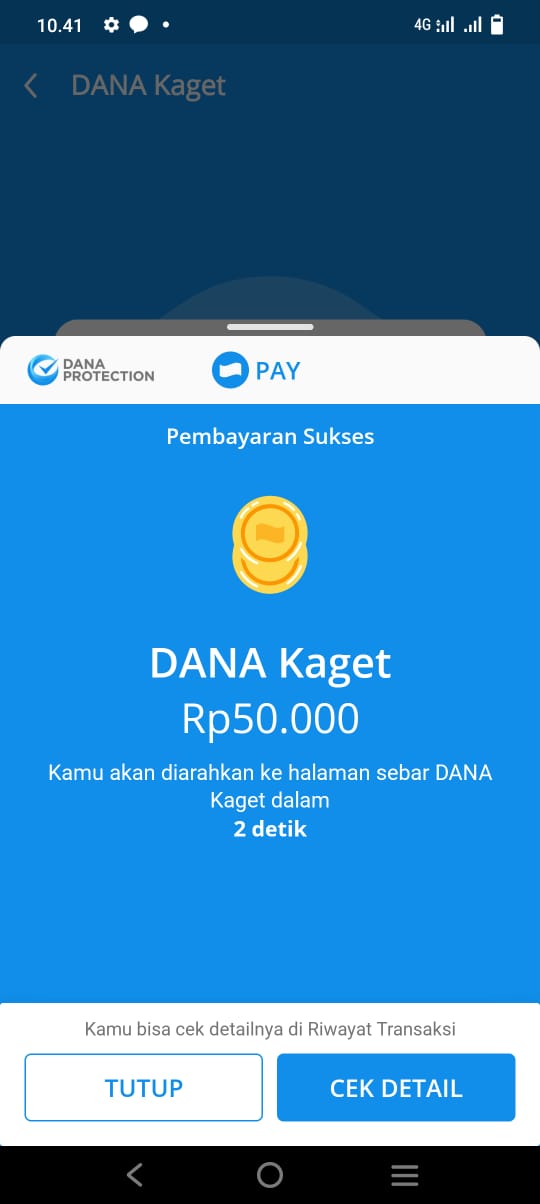 10.41
4G
DANA Kaget
DANA
PROTECTION
PAY
Pembayaran Sukses
DANA Kaget
Rp50.000
Kamu akan diarahkan ke halaman sebar DANA
Kaget dalam
2 detik
Kamu bisa cek detailnya di Riwayat Transaksi
TUTUP
CEK DETAIL